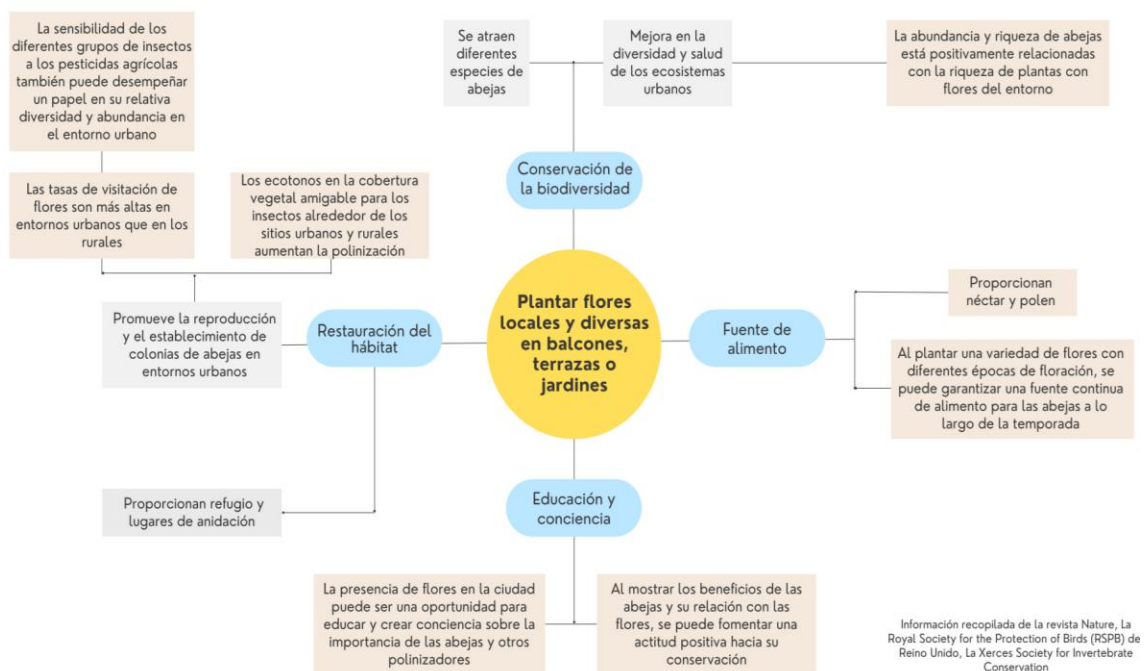 La sensibilidad de los
diferentes grupos de insectos
a los pesticidas agrícolas
también puede desempeñar
un papel en su relativa
diversidad y abundancia en
el entorno urbano
Se atraen
diferentes
especies de
abejas
Mejora en la
diversidad y salud
de los ecosistemas
urbanos
La abundancia y riqueza de abejas
está positivamente relacionadas
con la riqueza de plantas con
flores del entorno
Conservación de
la biodiversidad
Las tasas de visitación de
flores son más altas en
entornos urbanos que en los
rurales
Los ecotonos en la cobertura
vegetal amigable para los
insectos alrededor de los
sitios urbanos y rurales
aumentan la polinización
Promueve la reproducción
y el establecimiento de
colonias de abejas en
entornos urbanos
Restauración del
hábitat
Plantar flores
locales y diversas
en balcones,
terrazas o
jardines
Fuente de
alimento
Proporcionan
néctar y polen
Al plantar una variedad de flores con
diferentes épocas de floración, se
puede garantizar una fuente continua
de alimento para las abejas a lo
largo de la temporada
Proporcionan refugio y
lugares de anidación
Educación y
conciencia
La presencia de flores en la ciudad
puede ser una oportunidad para
educar y crear conciencia sobre la
importancia de las abejas y otros
polinizadores
Al mostrar los beneficios de las
abejas y su relación con las
flores, se puede fomentar una
actitud positiva hacia su
conservación
Información recopilada de la revista Nature, La
Royal Society for the Protection of Birds (RSPB) de
Reino Unido, La Xerces Society for Invertebrate
Conservation